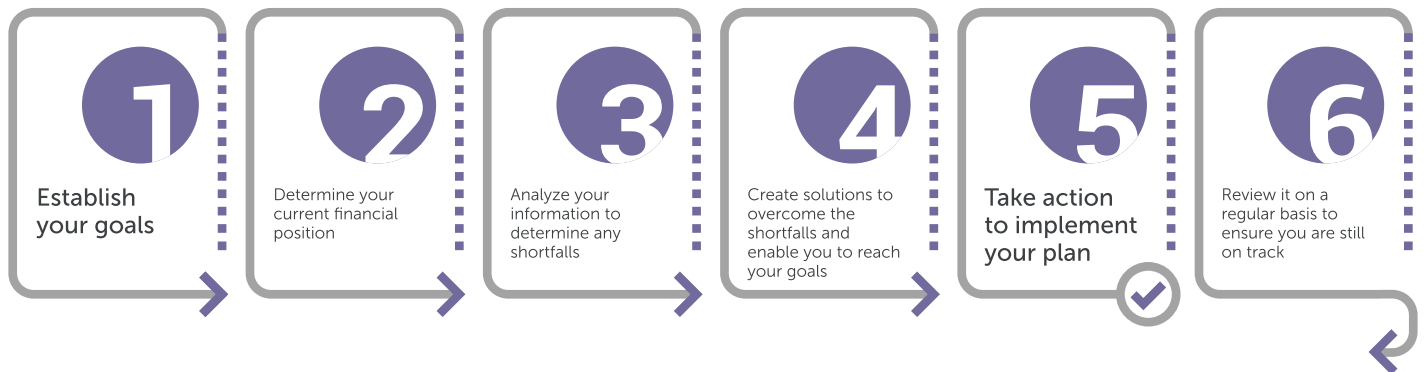 1
Establish
your goals
2
Determine your
current financial
position
3
Analyze your
information to
determine any
shortfalls
4
Create solutions to
overcome the
shortfalls and
enable you to reach
your goals
5
Take action
to implement
your plan
6
Review it on a
regular basis to
ensure you are still
on track